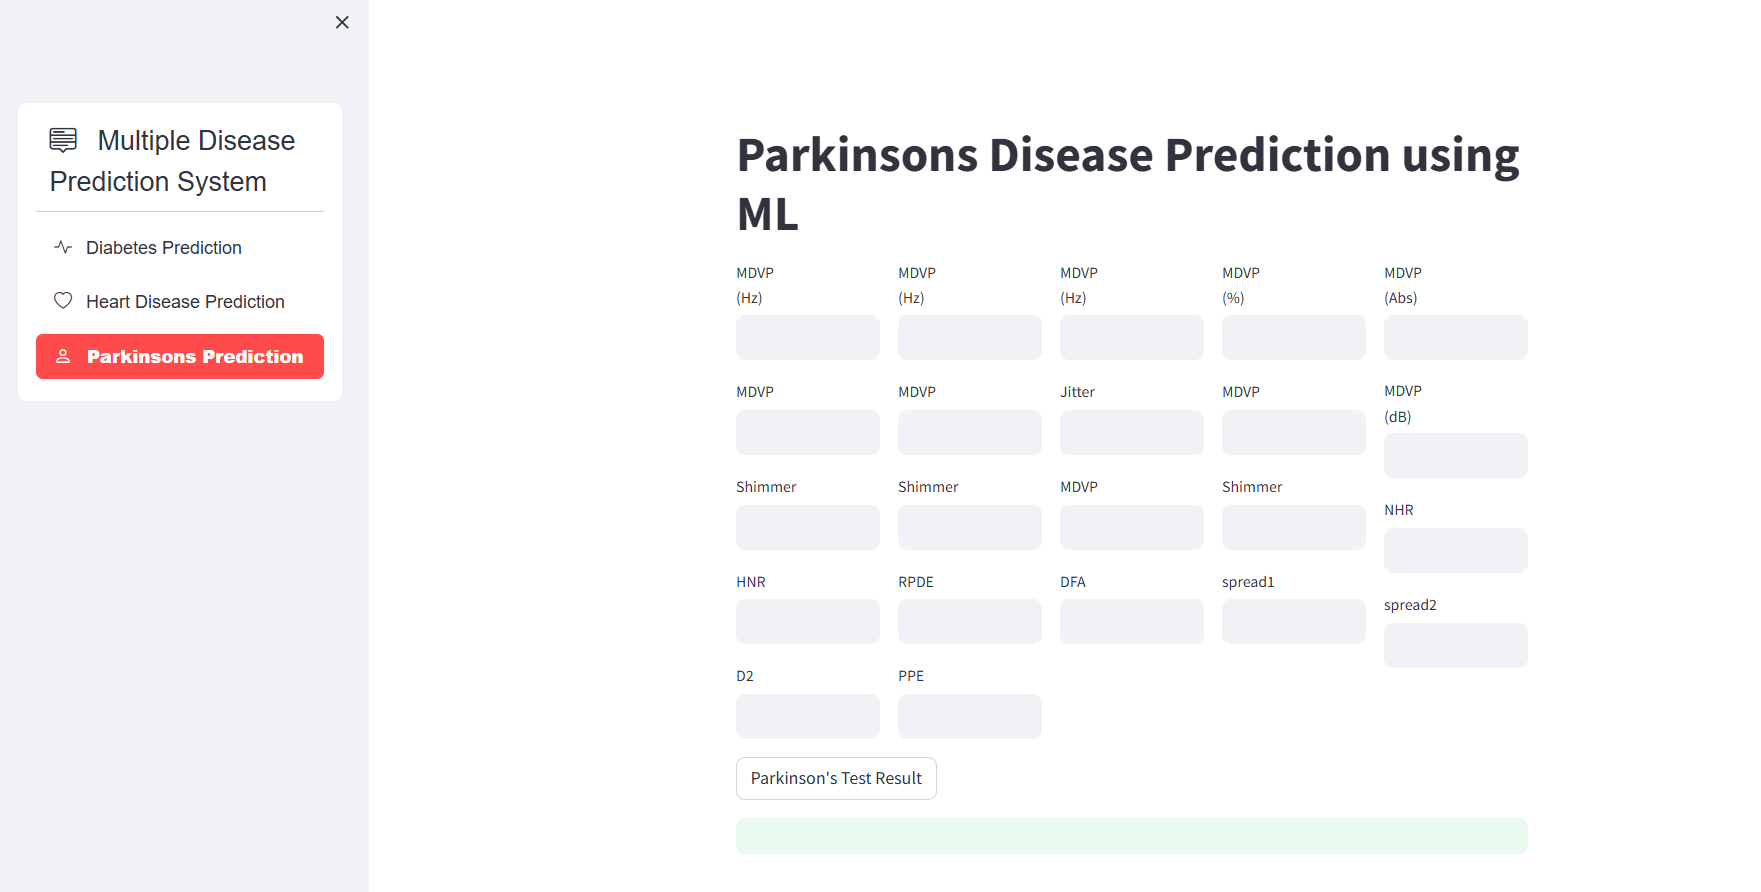 Multiple Disease
Prediction System
Diabetes Prediction
Heart Disease Prediction
Parkinsons Prediction
Parkinsons Disease Prediction using
ML
MDVP MDVP MDVP MDVP MDVP
(Hz) (Hz) (Hz) (%) (Abs)
MDVP MDVP Jitter MDVP MDVP
(dB)
Shimmer Shimmer MDVP Shimmer
NHR
HNR RPDE DFA spread1
spread2
D2 PPE
Parkinson's Test Result